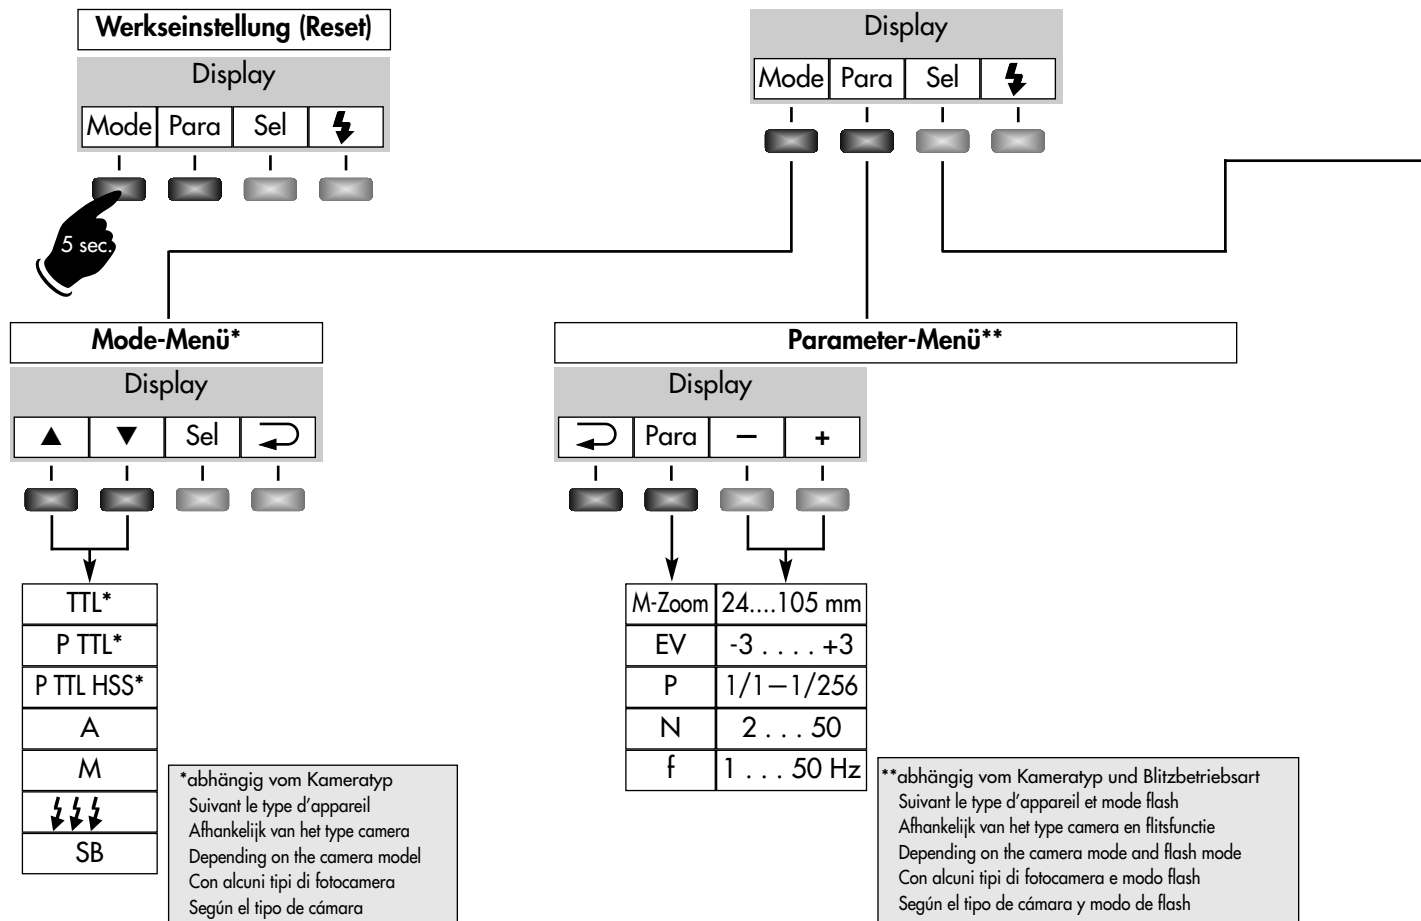 Werkseinstellung (Reset)
Display
Mode Para Sel
5 sec.
Display
Mode Para Sel
Mode-Menü*
Display
▲ ▼ Sel
TTL*
P TTL*
P TTL HSS*
A
M
SB
*abhängig vom Kameratyp
Suivant le type d’appareil
Afhankelijk van het type camera
Depending on the camera model
Con alcuni tipi di fotocamera
Según el tipo de cámara
Parameter-Menü**
Display
Para − +
M-Zoom 24....105 mm
EV -3 . . . . +3
P 1/1−1/256
N 2 . . . 50
f 1 . . . 50 Hz
**abhängig vom Kameratyp und Blitzbetriebsart
Suivant le type d’appareil et mode flash
Afhankelijk van het type camera en flitsfunctie
Depending on the camera mode and flash mode
Con alcuni tipi di fotocamera e modo flash
Según el tipo de cámara y modo de flash